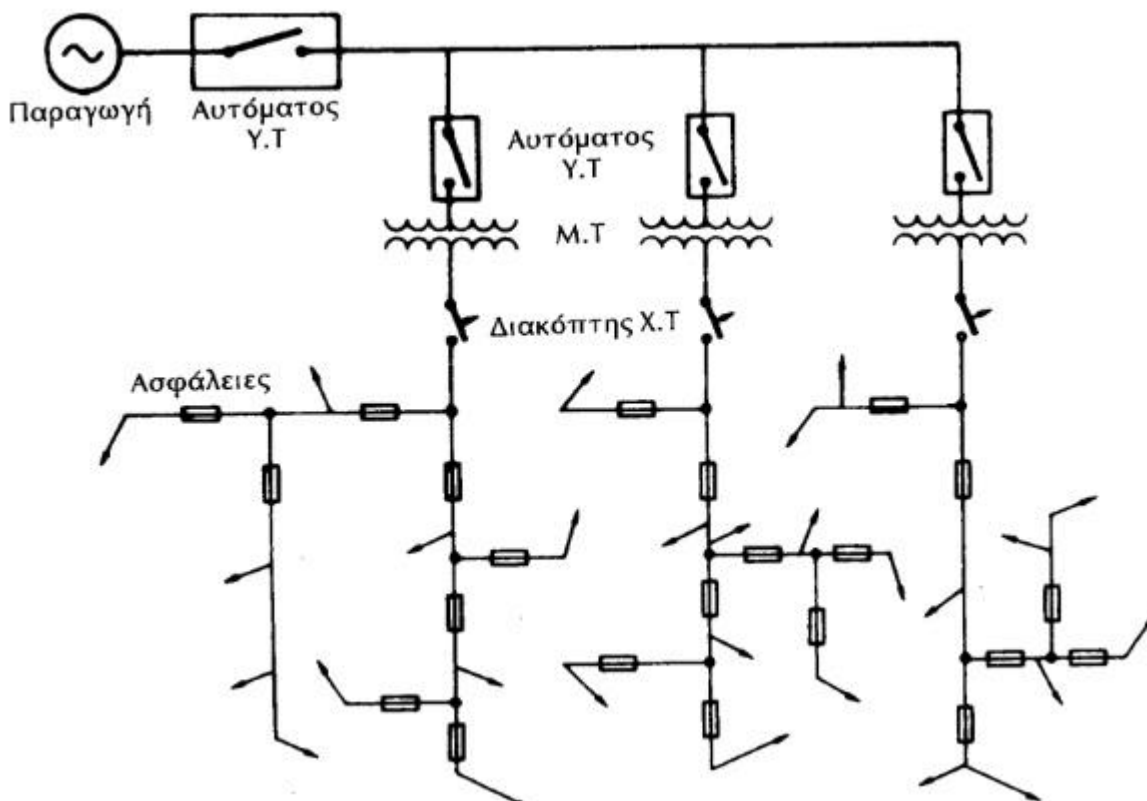 Παραγωγή
Αυτόματος
Υ.Τ
Αυτόματος
Υ.Τ
Μ.Τ
Διακόπτης Χ.Τ
Ασφάλειες